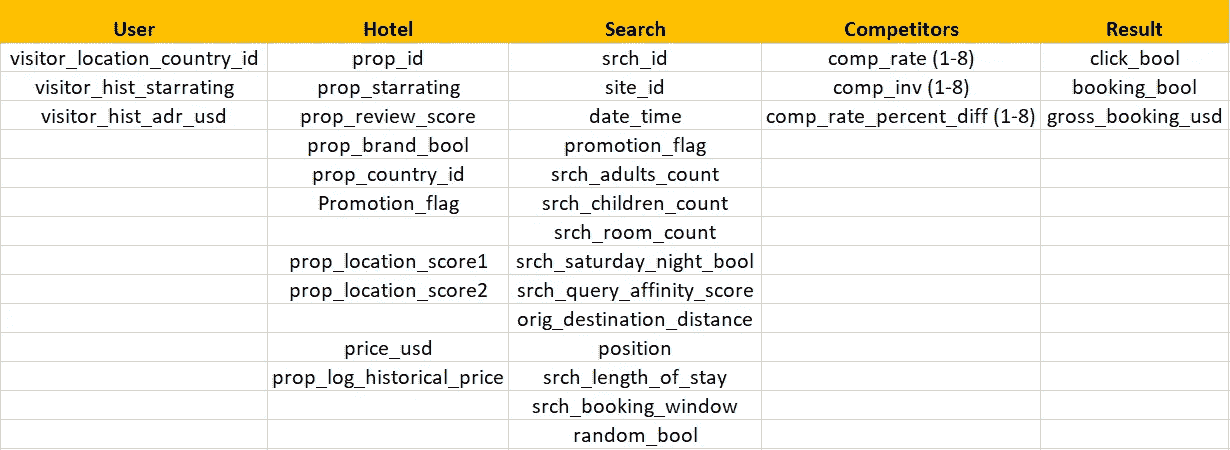 User Hotel Search Competitors Result
visitor_location_country_id prop_id srch_id comp_rate (1-8) click_bool
visitor_hist_starrating prop_starrating site_id comp_inv (1-8) booking_bool
visitor_hist_adr_usd prop_review_score date_time comp_rate_percent_diff (1-8) gross_booking_usd
prop_brand_bool promotion_flag
prop_country_id srch_adults_count
Promotion_flag srch_children_count
srch_room_count
prop_location_score1 srch_saturday_night_bool
prop_location_score2 srch_query_affinity_score
orig_destination_distance
price_usd position
prop_log_historical_price srch_length_of_stay
srch_booking_window
random_bool